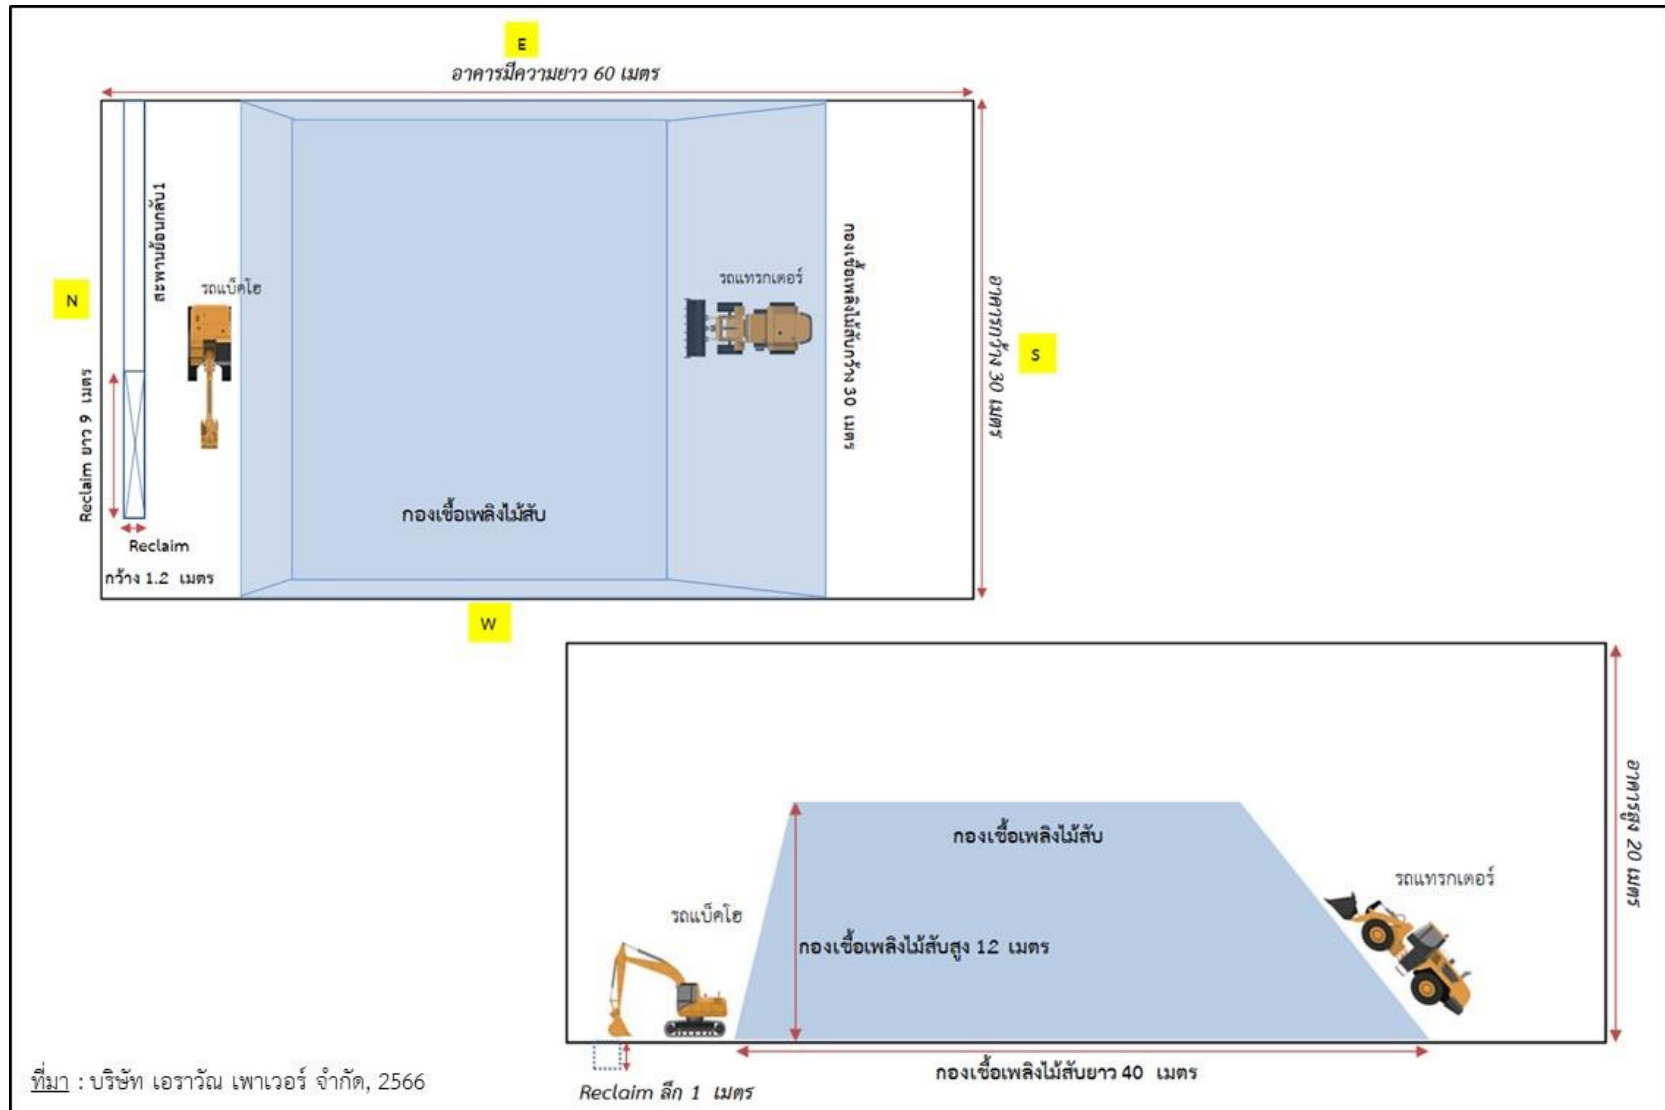 E
อาคารมีความยาว 60 เมตร
สะพานย้อนกลับ1
N
รถแบ็คโฮ
รถแทรกเตอร์
กองเชื้อเพลิงไม้สับกว้าง 30 เมตร
อาคารกว้าง 30 เมตร
S
Reclaim ยาว 9 เมตร
กองเชื้อเพลิงไม้สับ
Reclaim
กว้าง 1.2 เมตร
W
กองเชื้อเพลิงไม้สับ
รถแทรกเตอร์
อาคารสูง 20 เมตร
รถแบ็คโฮ
กองเชื้อเพลิงไม้สับสูง 12 เมตร
กองเชื้อเพลิงไม้สับยาว 40 เมตร
Reclaim ลึก 1 เมตร
ที่มา : บริษัท เอราวัณ เพาเวอร์ จำกัด, 2566